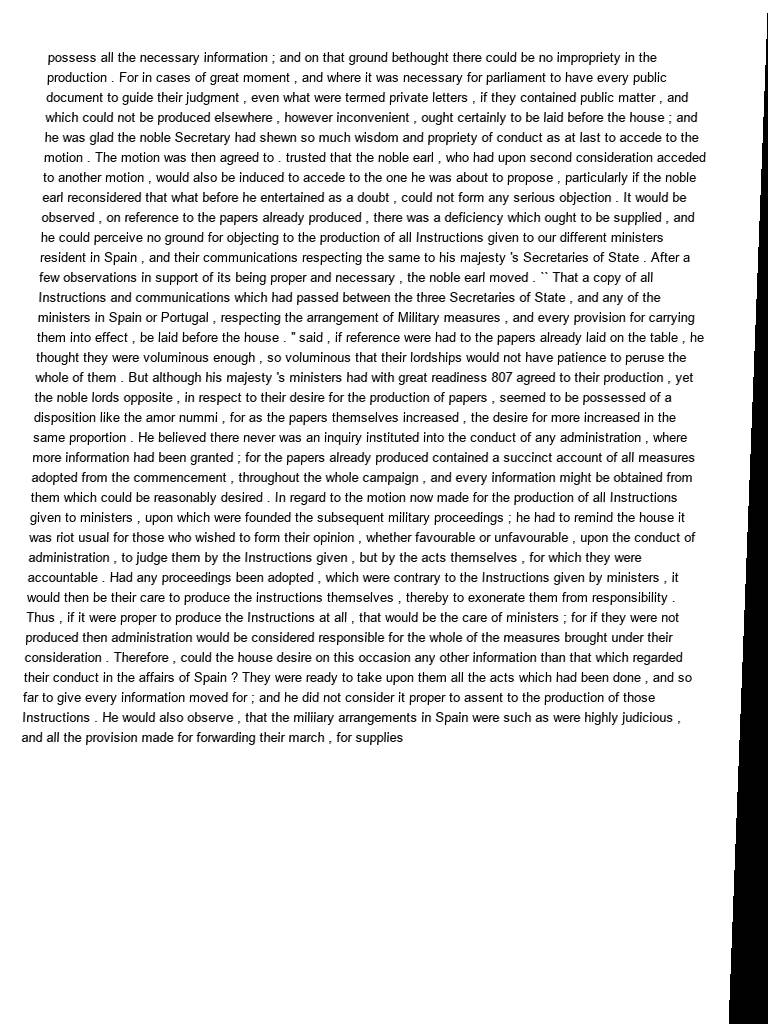 possess all the necessary information ; and on that ground bethought there could be no impropriety in the
production . For in cases of great moment , and where it was necessary for parliament to have every public
document to guide their judgment , even what were termed private letters , if they contained public matter , and
which could not be produced elsewhere , however inconvenient , ought certainly to be laid before the house ; and
he was glad the noble Secretary had shewn so much wisdom and propriety of conduct as at last to accede to the
motion . The motion was then agreed to . trusted that the noble earl , who had upon second consideration acceded
to another motion , would also be induced to accede to the one he was about to propose , particularly if the noble
earl reconsidered that what before he entertained as a doubt , could not form any serious objection . It would be
observed , on reference to the papers already produced , there was a deficiency which ought to be supplied , and
he could perceive no ground for objecting to the production of all Instructions given to our different ministers
resident in Spain , and their communications respecting the same to his majesty 's Secretaries of State . After a
few observations in support of its being proper and necessary , the noble earl moved . `` That a copy of all
Instructions and communications which had passed between the three Secretaries of State , and any of the
ministers in Spain or Portugal , respecting the arrangement of Military measures , and every provision for carrying
them into effect , be laid before the house . " said , if reference were had to the papers already laid on the table , he
thought they were voluminous enough , so voluminous that their lordships would not have patience to peruse the
whole of them . But although his majesty 's ministers had with great readiness 807 agreed to their production , yet
the noble lords opposite , in respect to their desire for the production of papers , seemed to be possessed of a
disposition like the amor nummi , for as the papers themselves increased , the desire for more increased in the
same proportion . He believed there never was an inquiry instituted into the conduct of any administration , where
more information had been granted ; for the papers already produced contained a succinct account of all measures
adopted from the commencement , throughout the whole campaign , and every information might be obtained from
them which could be reasonably desired . In regard to the motion now made for the production of all Instructions
given to ministers , upon which were founded the subsequent military proceedings ; he had to remind the house it
was riot usual for those who wished to form their opinion , whether favourable or unfavourable , upon the conduct of
administration , to judge them by the Instructions given , but by the acts themselves , for which they were
accountable . Had any proceedings been adopted , which were contrary to the Instructions given by ministers , it
would then be their care to produce the instructions themselves , thereby to exonerate them from responsibility .
Thus , if it were proper to produce the Instructions at all , that would be the care of ministers ; for if they were not
produced then administration would be considered responsible for the whole of the measures brought under their
consideration . Therefore , could the house desire on this occasion any other information than that which regarded
their conduct in the affairs of Spain ? They were ready to take upon them all the acts which had been done , and so
far to give every information moved for ; and he did not consider it proper to assent to the production of those
Instructions . He would also observe , that the miliiary arrangements in Spain were such as were highly judicious ,
and all the provision made for forwarding their march , for supplies